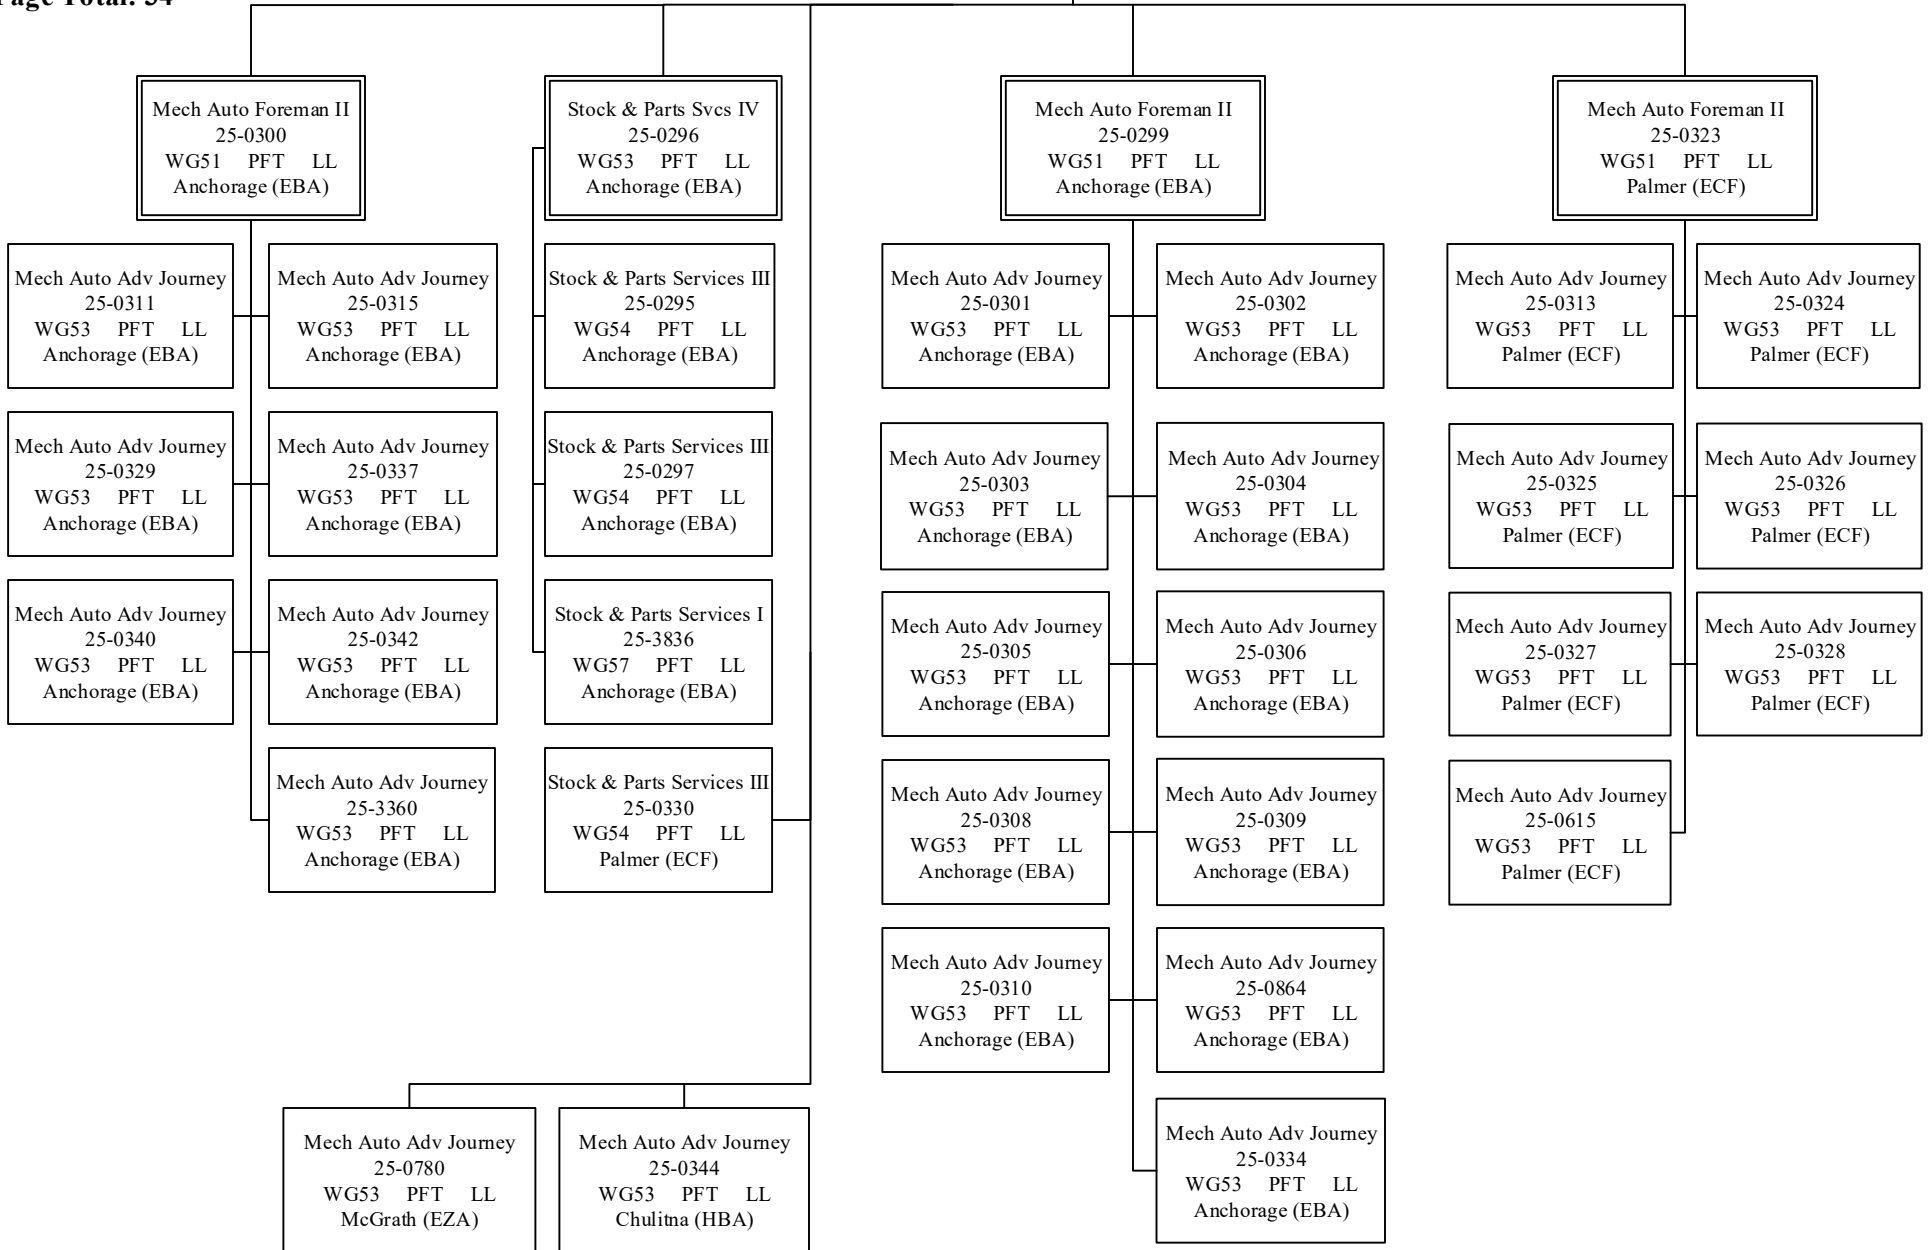 Page Total: 34
Mech Auto Foreman II
25-0300
WG51 PFT LL
Anchorage (EBA)
Stock & Parts Svcs IV
25-0296
WG53 PFT LL
Anchorage (EBA)
Mech Auto Foreman II
25-0299
WG51 PFT LL
Anchorage (EBA)
Mech Auto Foreman II
25-0323
WG51 PFT LL
Palmer (ECF)
Mech Auto Adv Journey
25-0311
WG53 PFT LL
Anchorage (EBA)
Mech Auto Adv Journey
25-0315
WG53 PFT LL
Anchorage (EBA)
Stock & Parts Services III
25-0295
WG54 PFT LL
Anchorage (EBA)
Mech Auto Adv Journey
25-0301
WG53 PFT LL
Anchorage (EBA)
Mech Auto Adv Journey
25-0302
WG53 PFT LL
Anchorage (EBA)
Mech Auto Adv Journey
25-0313
WG53 PFT LL
Palmer (ECF)
Mech Auto Adv Journey
25-0324
WG53 PFT LL
Palmer (ECF)
Mech Auto Adv Journey
25-0329
WG53 PFT LL
Anchorage (EBA)
Mech Auto Adv Journey
25-0337
WG53 PFT LL
Anchorage (EBA)
Stock & Parts Services III
25-0297
WG54 PFT LL
Anchorage (EBA)
Mech Auto Adv Journey
25-0303
WG53 PFT LL
Anchorage (EBA)
Mech Auto Adv Journey
25-0304
WG53 PFT LL
Anchorage (EBA)
Mech Auto Adv Journey
25-0325
WG53 PFT LL
Palmer (ECF)
Mech Auto Adv Journey
25-0326
WG53 PFT LL
Palmer (ECF)
Mech Auto Adv Journey
25-0340
WG53 PFT LL
Anchorage (EBA)
Mech Auto Adv Journey
25-0342
WG53 PFT LL
Anchorage (EBA)
Stock & Parts Services I
25-3836
WG57 PFT LL
Anchorage (EBA)
Mech Auto Adv Journey
25-0305
WG53 PFT LL
Anchorage (EBA)
Mech Auto Adv Journey
25-0306
WG53 PFT LL
Anchorage (EBA)
Mech Auto Adv Journey
25-0327
WG53 PFT LL
Palmer (ECF)
Mech Auto Adv Journey
25-0328
WG53 PFT LL
Palmer (ECF)
Mech Auto Adv Journey
25-3360
WG53 PFT LL
Anchorage (EBA)
Stock & Parts Services III
25-0330
WG54 PFT LL
Palmer (ECF)
Mech Auto Adv Journey
25-0308
WG53 PFT LL
Anchorage (EBA)
Mech Auto Adv Journey
25-0309
WG53 PFT LL
Anchorage (EBA)
Mech Auto Adv Journey
25-0615
WG53 PFT LL
Palmer (ECF)
Mech Auto Adv Journey
25-0310
WG53 PFT LL
Anchorage (EBA)
Mech Auto Adv Journey
25-0864
WG53 PFT LL
Anchorage (EBA)
Mech Auto Adv Journey
25-0780
WG53 PFT LL
McGrath (EZA)
Mech Auto Adv Journey
25-0344
WG53 PFT LL
Chulitna (HBA)
Mech Auto Adv Journey
25-0334
WG53 PFT LL
Anchorage (EBA)